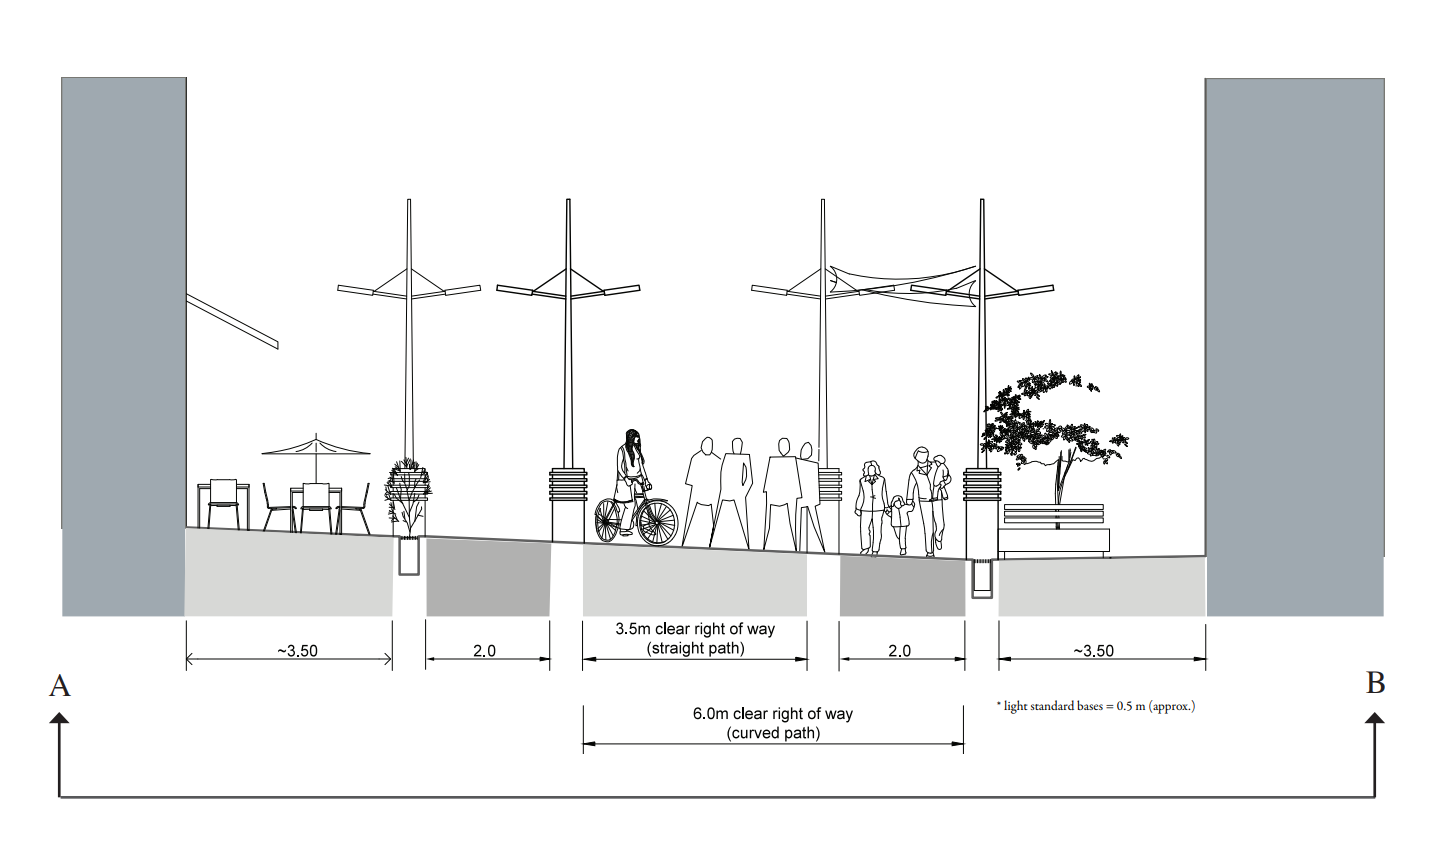 ~3.50
2.0
3.5m clear right of way
(straight path)
2.0
~3.50
A
B
* light standard bases = 0.5 m (approx.)
6.0m clear right of way
(curved path)